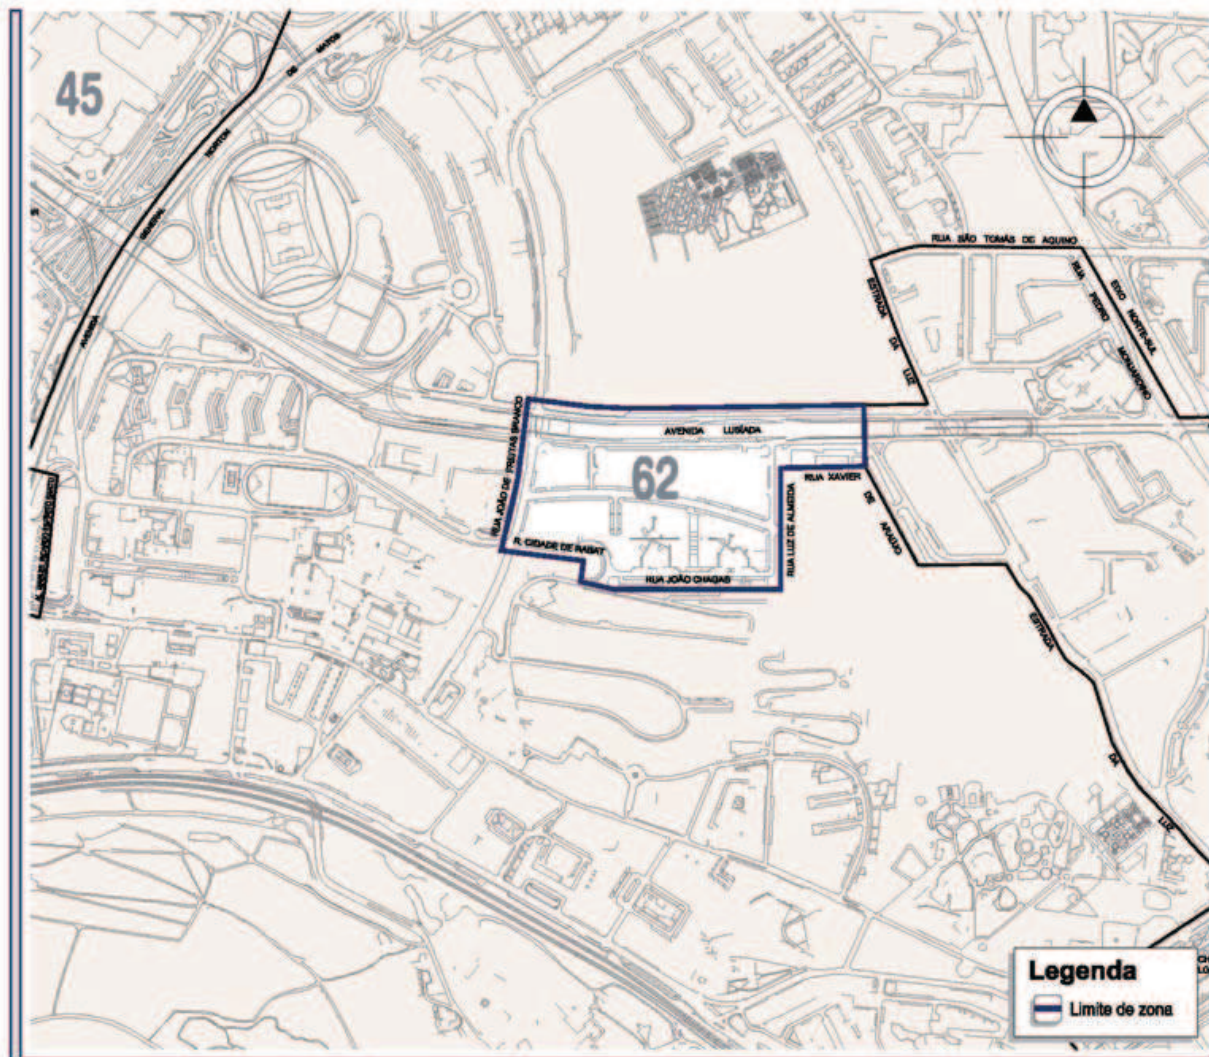 45
AVENIDA GENERAL NORTON DE MATOS
RUA SÃO TOMÁS DE AQUINO
ESTRADA DA LUZ
RUA PEDRO MONJARDINO
EIXO NORTE-SUL
RUA JOÃO DE FREITAS BRANCO
AVENIDA LUSÍADA
62
RUA XAVIER DE ARAÚJO
RUA LUZ DE ALMEIDA
R. CIDADE DE RABAT
RUA JOÃO CHAGAS
ESTRADA DA LUZ
Legenda
Limite de zona